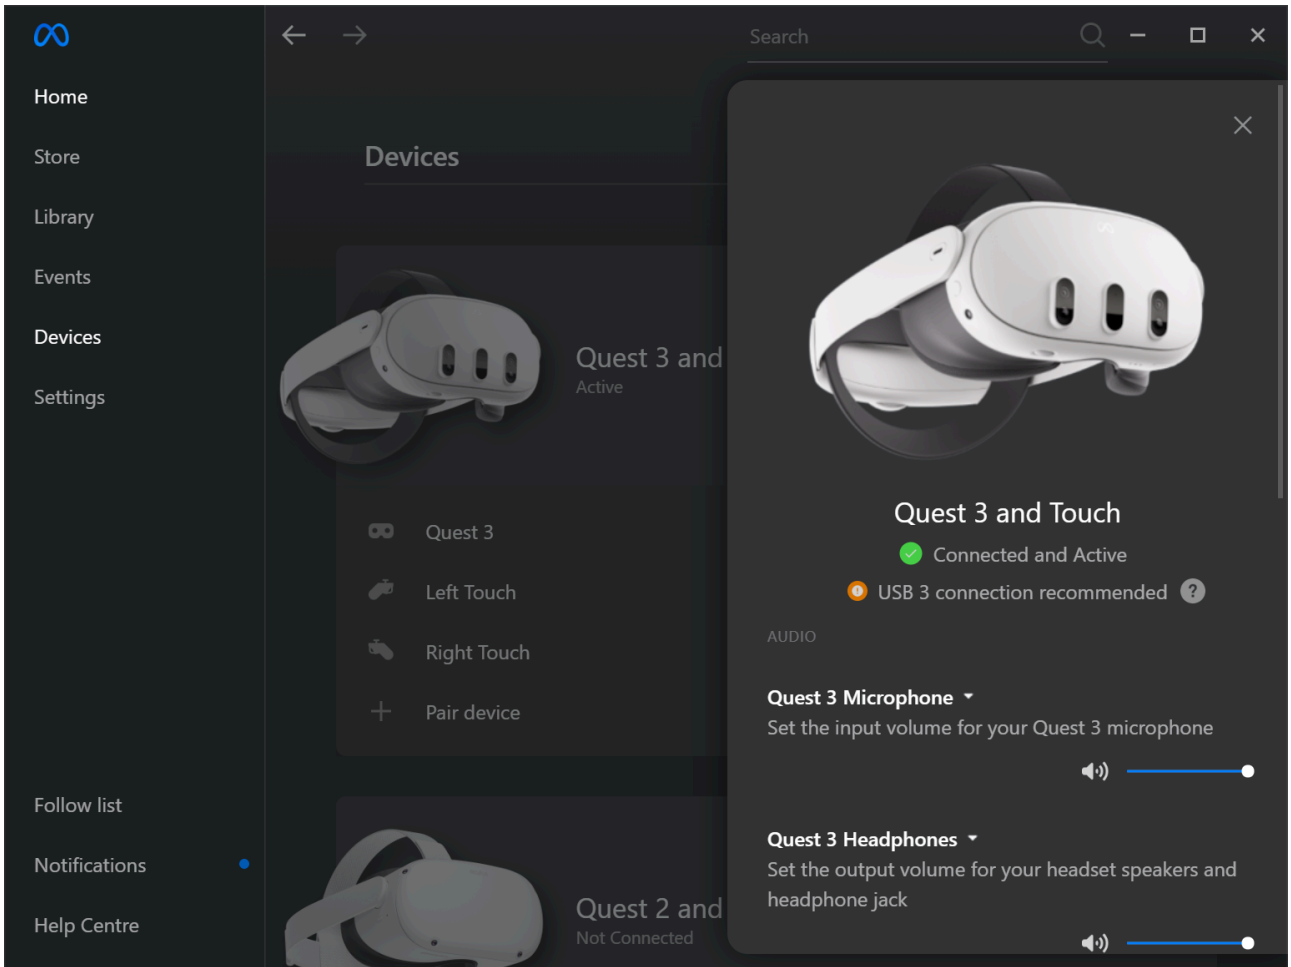 Search
Home
Store
Library
Events
Devices
Settings
Follow list
Notifications
Help Centre
Devices
Quest 3 and
Active
Quest 3
Left Touch
Right Touch
Pair device
Quest 2 and
Not Connected
Quest 3 and Touch
Connected and Active
USB 3 connection recommended ?
AUDIO
Quest 3 Microphone
Set the input volume for your Quest 3 microphone
Quest 3 Headphones
Set the output volume for your headset speakers and
headphone jack